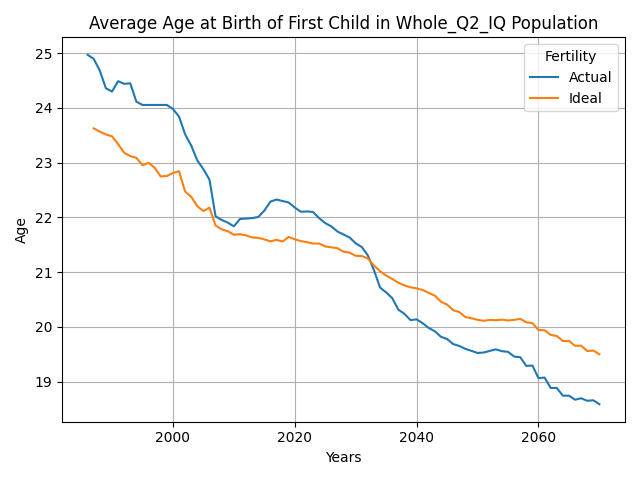 Average Age at Birth of First Child in Whole_Q2_IQ Population
Fertility
Actual
Ideal
25
24
23
22
21
20
19
Age
2000
2020
2040
2060
Years